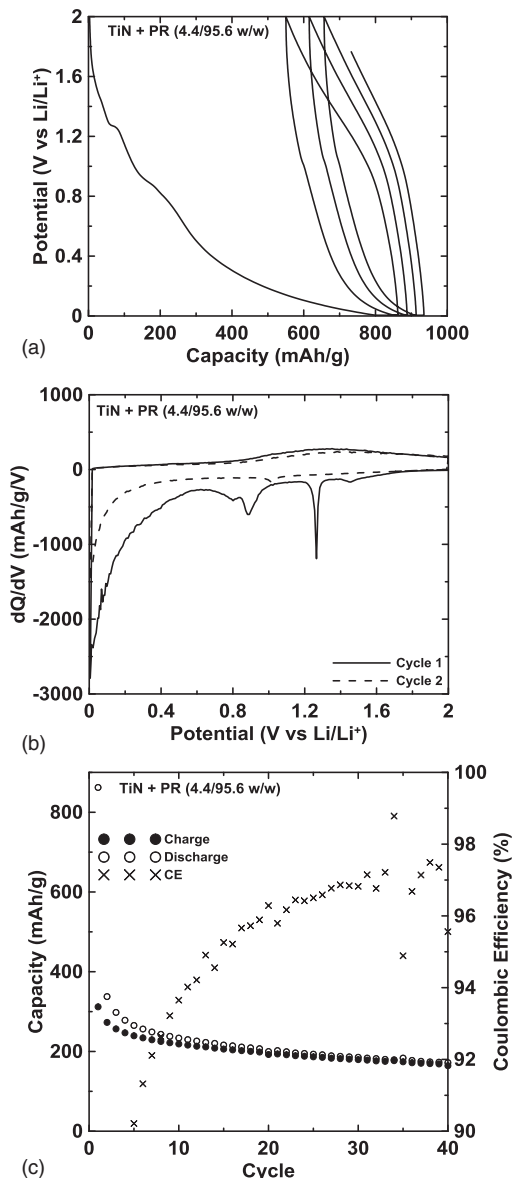 TiN + PR (4.4/95.6 w/w)
2
1.6
1.2
0.8
0.4
0
Potential (V vs Li/Li⁺)
0 200 400 600 800 1000
Capacity (mAh/g)
(a)
TiN + PR (4.4/95.6 w/w)
1000
0
-1000
-2000
-3000
dQ/dV (mAh/g/V)
Cycle 1
Cycle 2
0 0.4 0.8 1.2 1.6 2
Potential (V vs Li/Li⁺)
(b)
TiN + PR (4.4/95.6 w/w)
Charge
Discharge
CE
800
600
400
200
0
Capacity (mAh/g)
100
98
96
94
92
90
Coulombic Efficiency (%)
0 10 20 30 40
Cycle
(c)